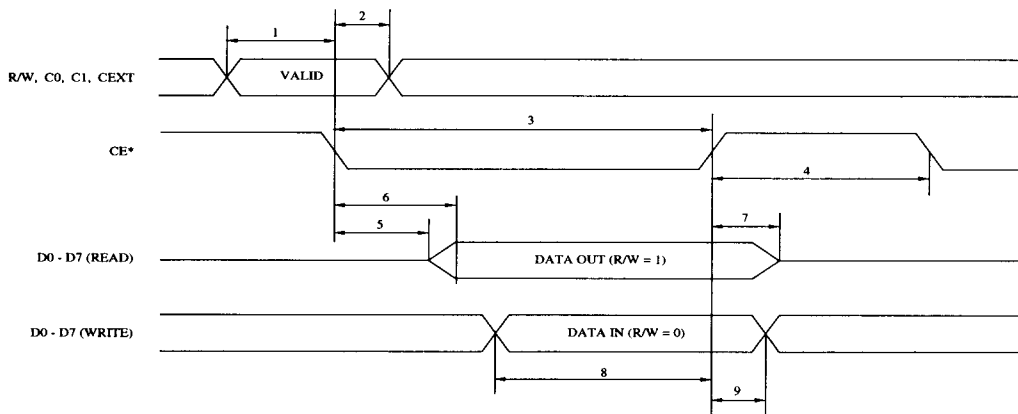 1
2
R/W, C0, C1, CEXT
VALID
3
CE*
4
6
5
7
D0 - D7 (READ)
DATA OUT (R/W = 1)
D0 - D7 (WRITE)
DATA IN (R/W = 0)
8
9